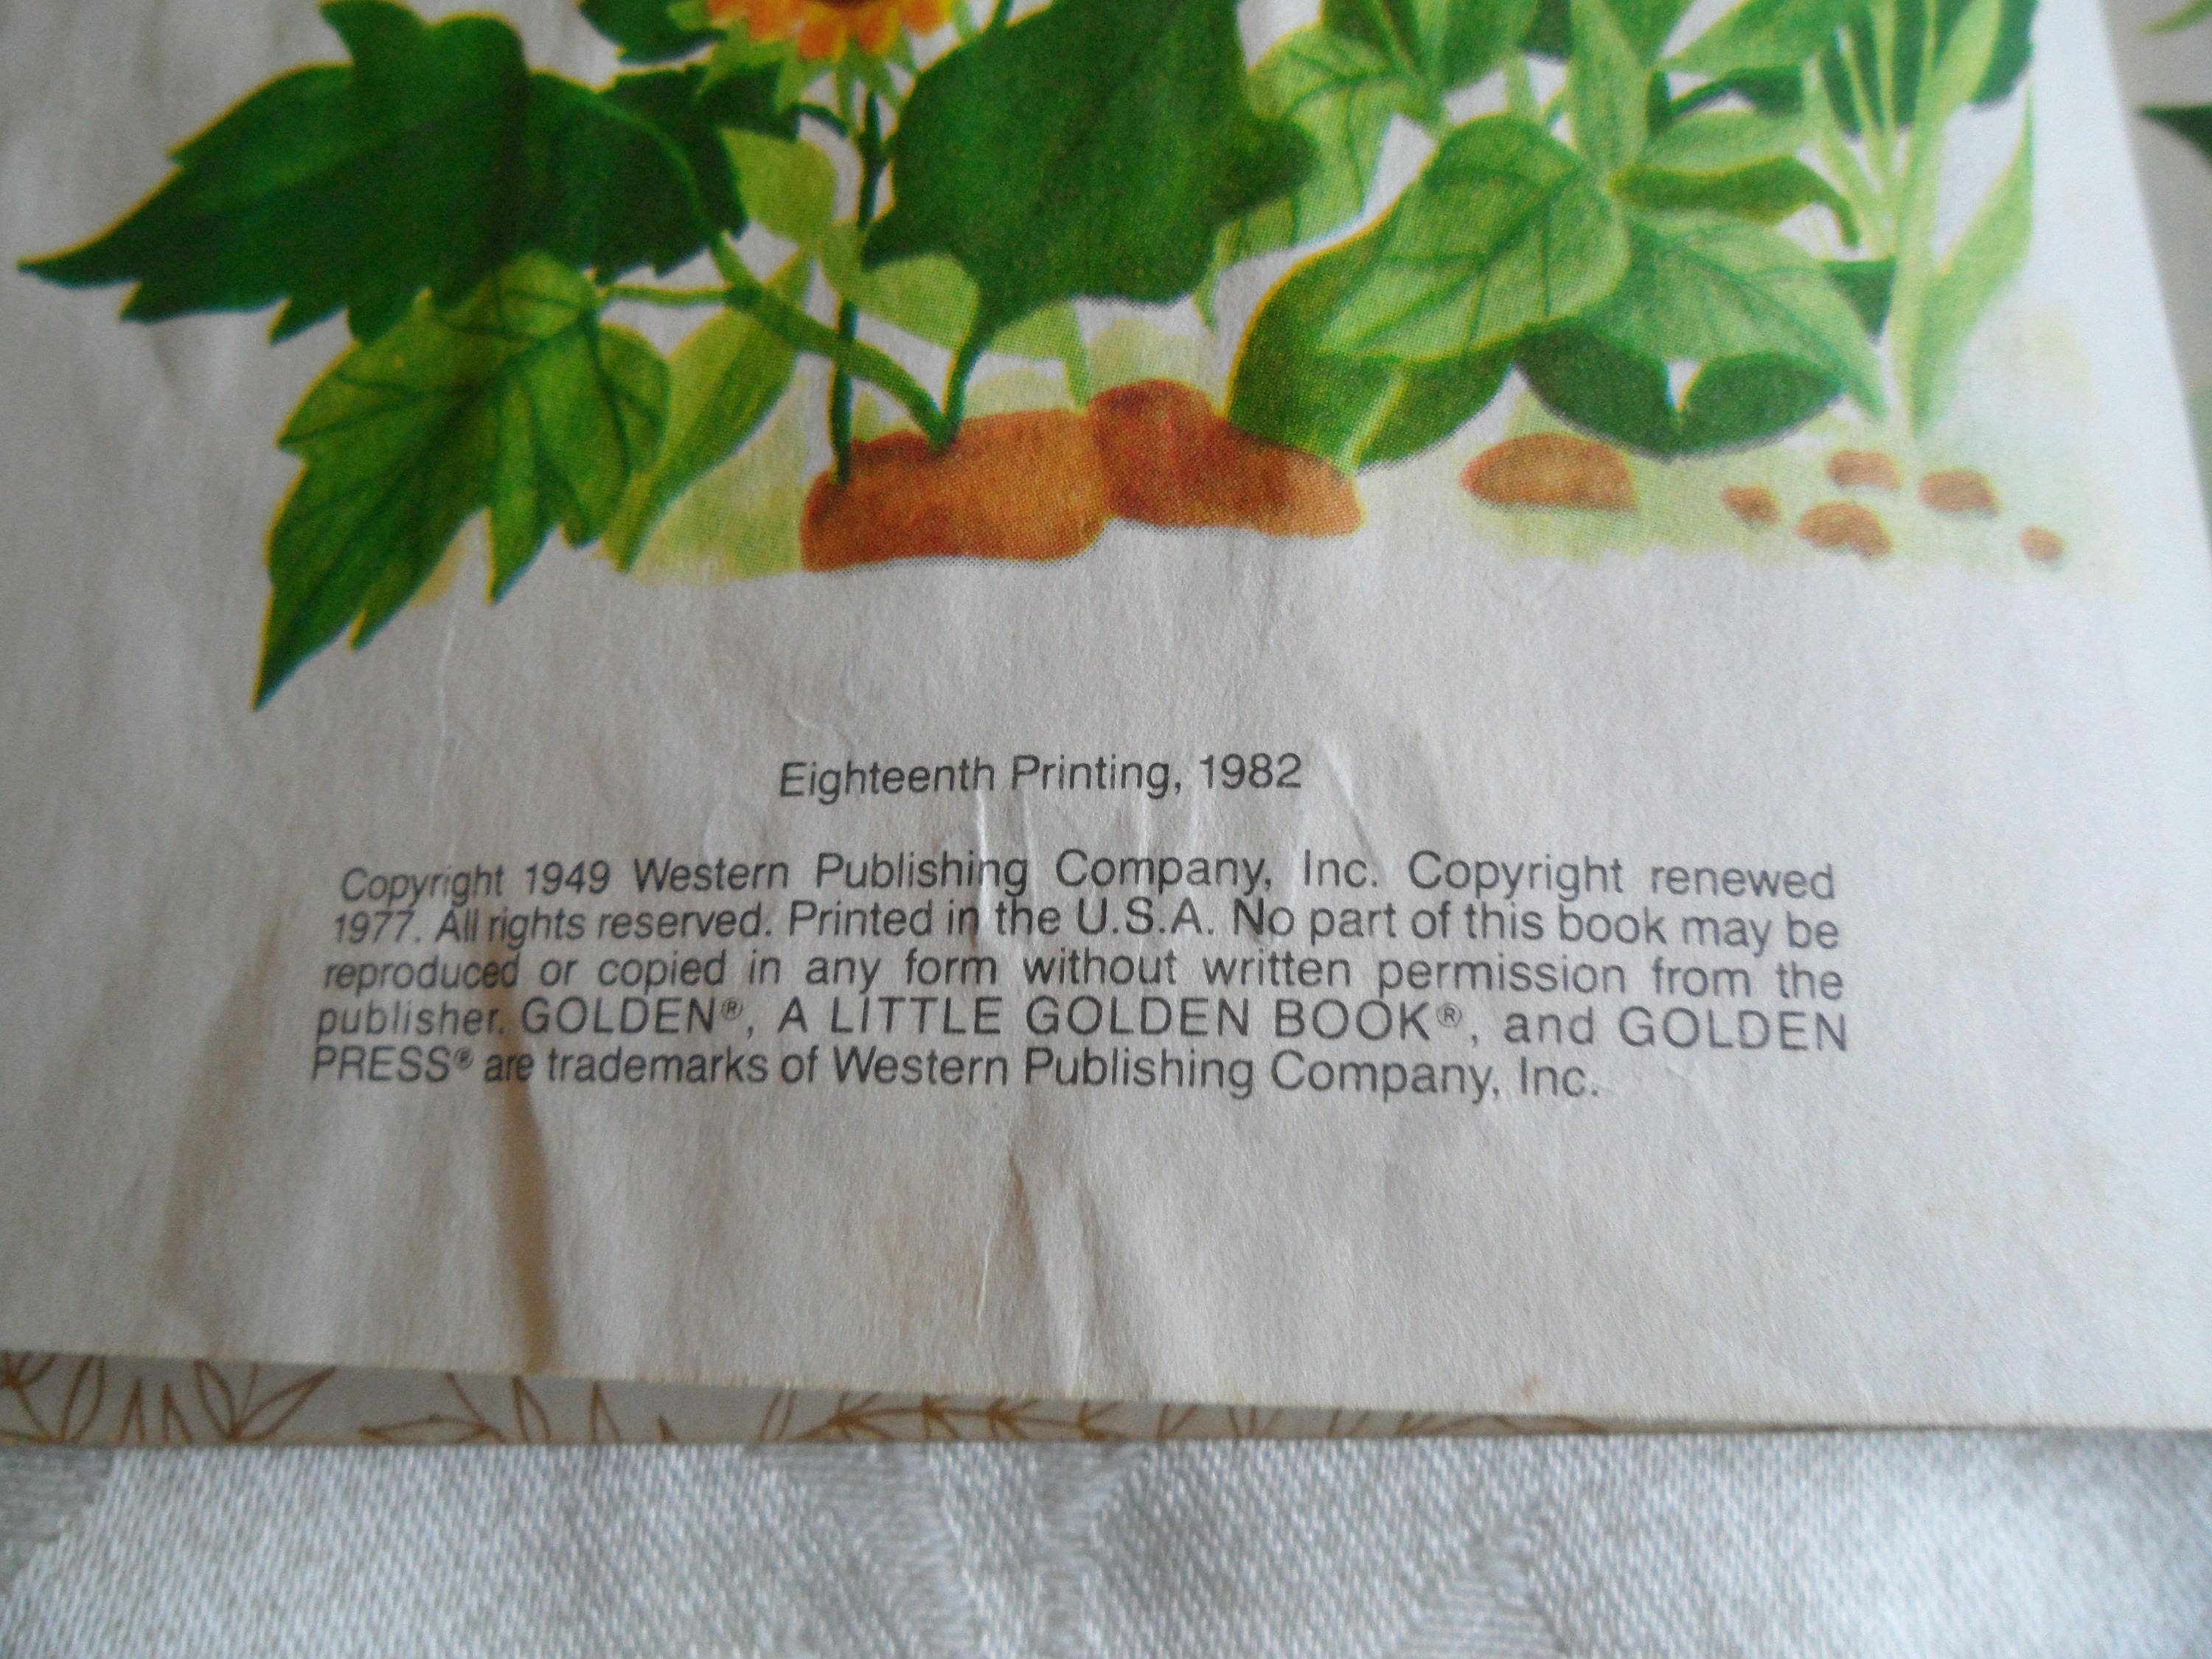 Eighteenth Printing, 1982
Copyright 1949 Western Publishing Company, Inc. Copyright renewed
1977. All rights reserved. Printed in the U.S.A. No part of this book may be
reproduced or copied in any form without written permission from the
publisher. GOLDEN®, A LITTLE GOLDEN BOOK®, and GOLDEN
PRESS® are trademarks of Western Publishing Company, Inc.